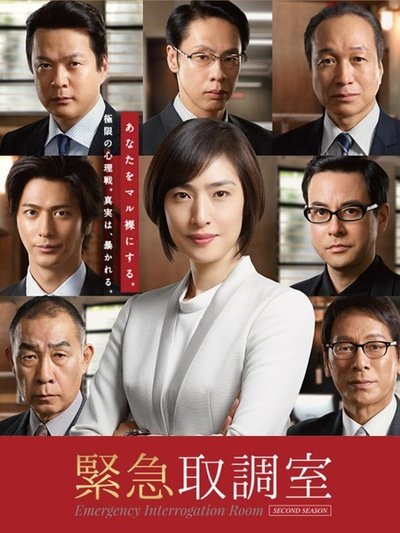 あなたをマル裸にする。
極限の心理戦。真実は、暴かれる。
緊急取調室
Emergency Interrogation Room SECOND SEASON